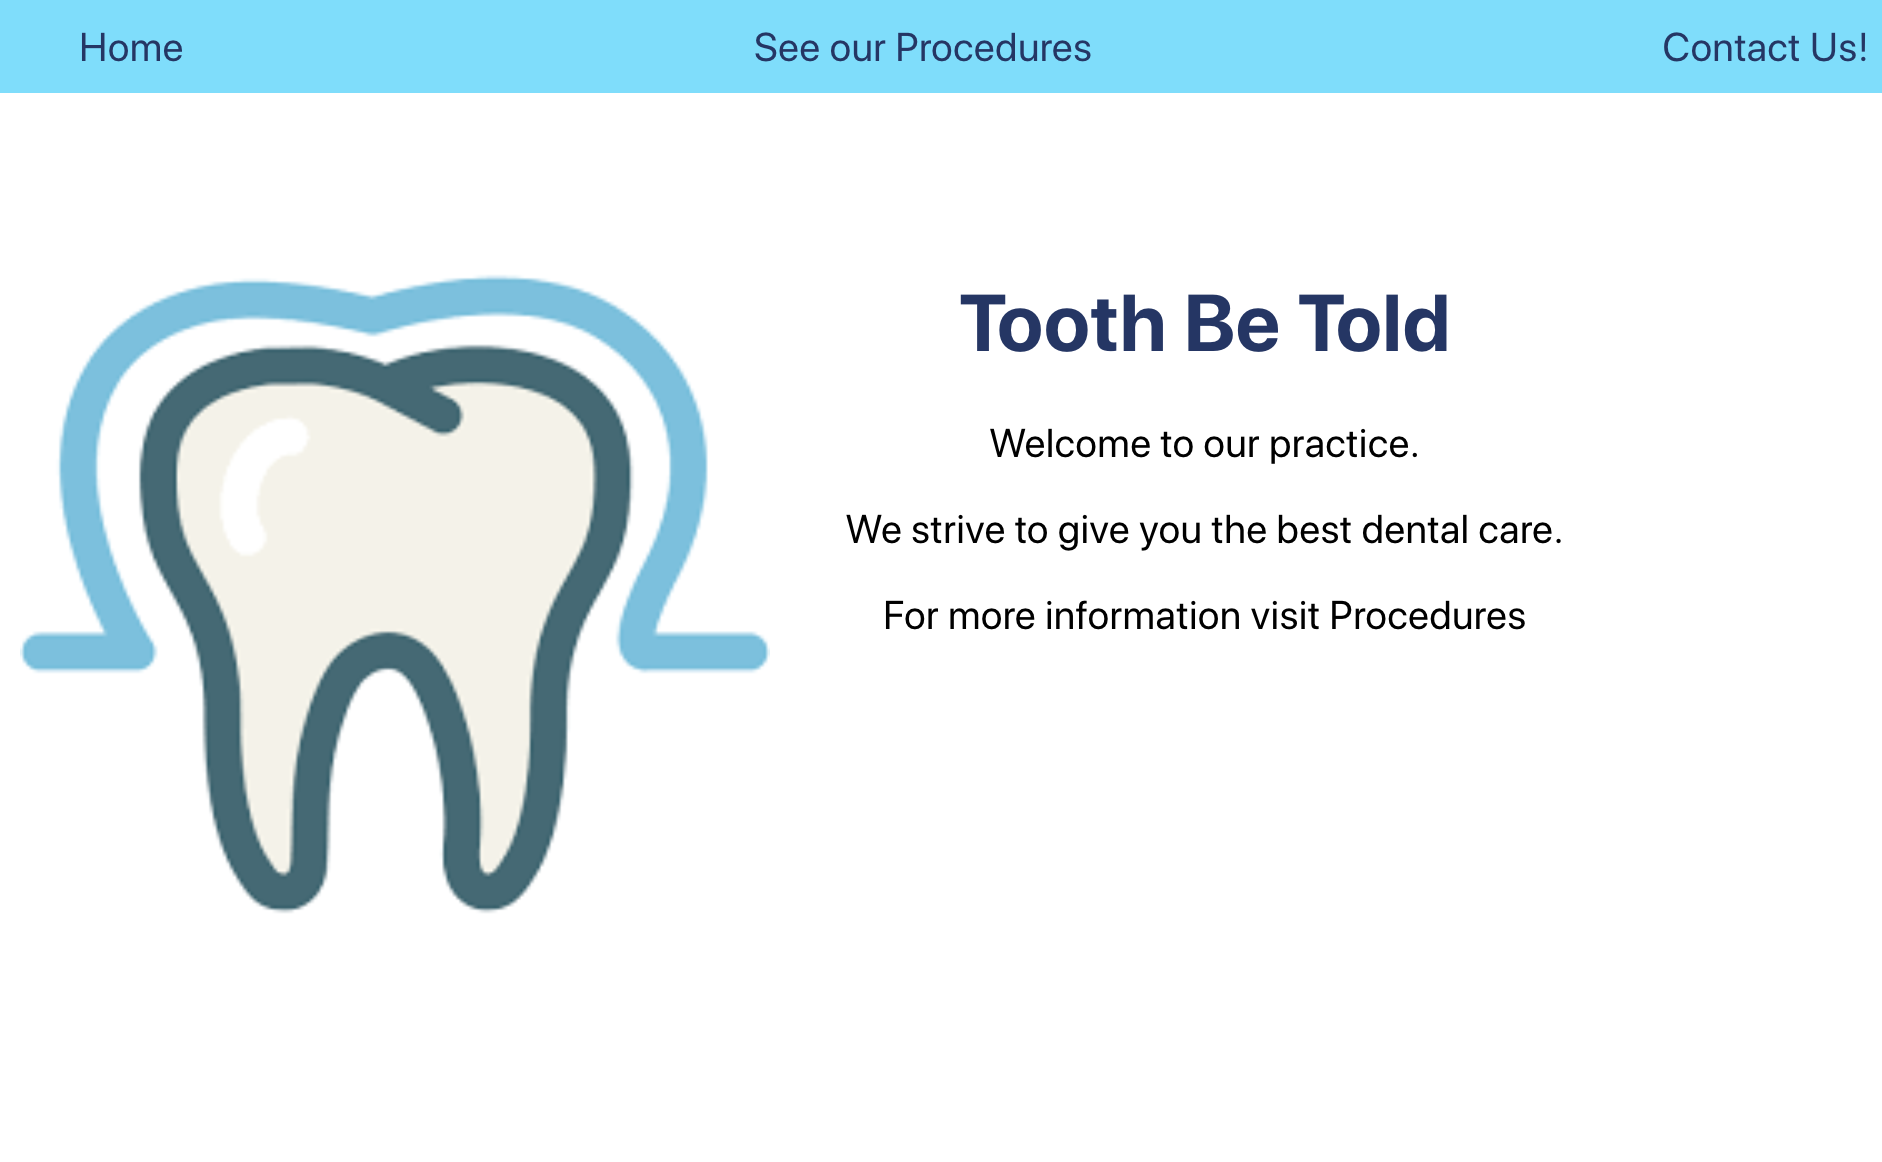 Home
See our Procedures
Contact Us!
Tooth Be Told
Welcome to our practice.
We strive to give you the best dental care.
For more information visit Procedures